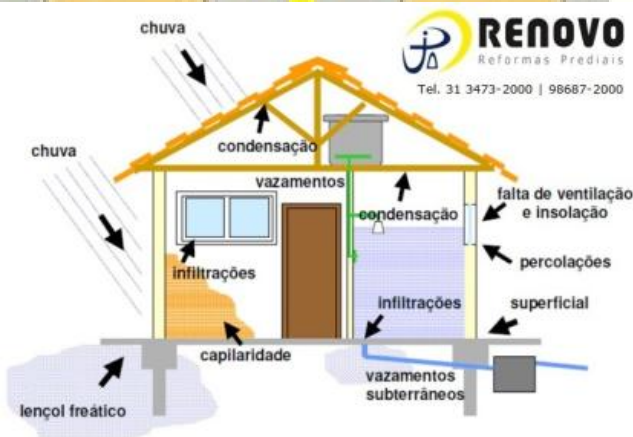 chuva
RENOVO
Reformas Prediais
Tel. 31 3473-2000 | 98687-2000
condensação
chuva
vazamentos
condensação
falta de ventilação
e insolação
infiltrações
percolações
infiltrações
superficial
capilaridade
vazamentos
subterrâneos
lençol freático